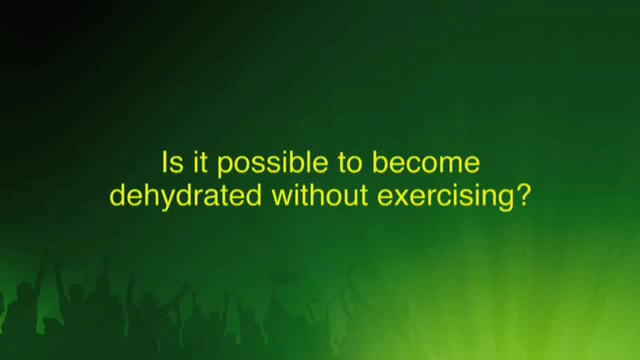 Is it possible to become
dehydrated without exercising?